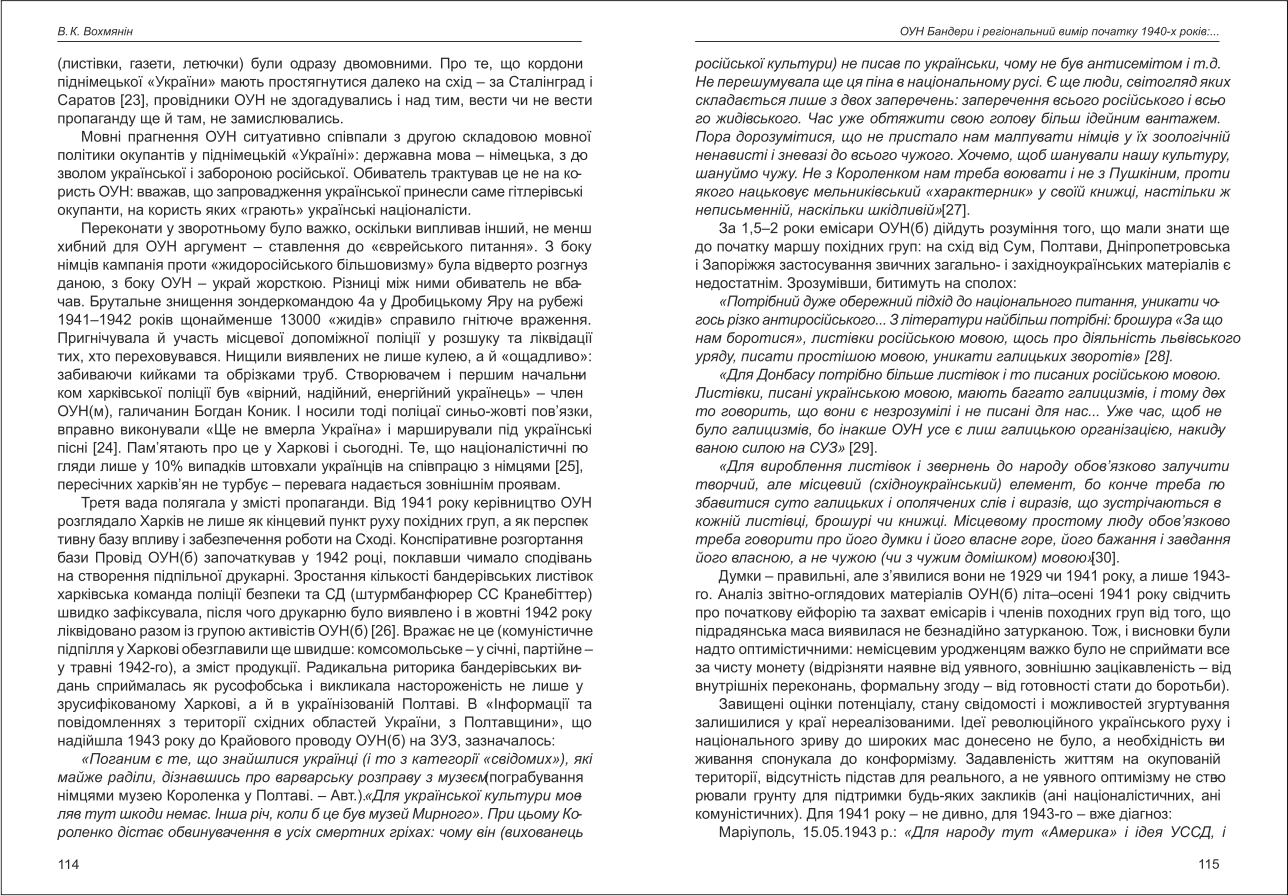 В. К. Вохмянін
(листівки, газети, леточки) були одразу двомовними. Про те, що кордони
піднімецької «України» мають простягнутися далеко на схід – за Сталінград і
Саратов [23], провідники ОУН не здогадувались і над тим, вести чи не вести
пропаганду ще й там, не замислювались.
Мовні прагнення ОУН ситуативно співпали з другою складовою мовної
політики окупантів у піднімецькій «Україні»: державна мова – німецька, з до
зволом української і забороною російської. Обиватель трактував це не на ко-
ристь ОУН: вважав, що запровадження української принесли саме гітлерівські
окупанти, на користь яких «грають» українські націоналісти.
Переконати у зворотньому було важко, оскільки випливав інший, не менш
хибний для ОУН аргумент – ставлення до «єврейського питання». З боку
німців кампанія проти «жидоросійського більшовизму» була відверто розгнуз
даною, з боку ОУН – украй жорсткою. Різниці між ними обиватель не вба-
чав. Брутальне знищення зондеркомандою 4а у Дробицькому Яру на рубежі
1941–1942 років щонайменше 13000 «жидів» справило гнітюче враження.
Пригнічувала й участь місцевої допоміжної поліції у розшуку та ліквідації
тих, хто переховувався. Нищили виявлених не лише кулею, а й «ощадливо»:
забиваючи кийками та обрізками труб. Створювачем і першим начальни
ком харківської поліції був «вірний, надійний, енергійний українець» – член
ОУН(м), галичанин Богдан Коник. І носили тоді поліцаї синьо-жовті пов’язки,
вправно виконували «Ще не вмерла Україна» і марширували під українські
пісні [24]. Пам’ятають про це у Харкові і сьогодні. Те, що націоналістичні по
гляди лише у 10% випадків штовхали українців на співпрацю з німцями [25],
пересічних харків’ян не турбує – перевага надається зовнішнім проявам.
Третя вада полягала у змісті пропаганди. Від 1941 року керівництво ОУН
розглядало Харків не лише як кінцевий пункт руху похідних груп, а як перспек
тивну базу впливу і забезпечення роботи на Сході. Конспіративне розгортання
бази Провід ОУН(б) започаткував у 1942 році, поклавши чимало сподівань
на створення підпільної друкарні. Зростання кількості бандерівських листівок
харківська команда поліції безпеки та СД (штурмбанфюрер СС Кранебіттер)
швидко зафіксувала, після чого друкарню було виявлено і в жовтні 1942 року
ліквідовано разом із групою активістів ОУН(б) [26]. Вражає не це (комуністичне
підпілля у Харкові обезглавили ще швидше: комсомольське – у січні, партійне –
у травні 1942-го), а зміст продукції. Радикальна риторика бандерівських ви-
дань сприймалась як русофобська і викликала настороженість не лише у
зрусифікованому Харкові, а й в українізованій Полтаві. В «Інформації та
повідомленнях з території східних областей України, з Полтавщини», що
надійшла 1943 року до Крайового проводу ОУН(б) на ЗУЗ, зазначалось:
«Поганим є те, що знайшлися українці (і то з категорії «свідомих»), які
майже раділи, дізнавшись про варварську розправу з музеєм (пограбування
німцями музею Короленка у Полтаві. – Авт.). «Для української культури мов
ляв тут шкоди немає. Інша річ, коли б це був музей Мирного». При цьому Ко-
роленко дістає обвинувачення в усіх смертних гріхах: чому він (вихованець
114
ОУН Бандери і регіональний вимір початку 1940-х років:...
російської культури) не писав по українськи, чому не був антисемітом і т.д.
Не перешумувала ще ця піна в національному русі. Є ще люди, світогляд яких
складається лише з двох заперечень: заперечення всього російського і всьо
го жидівського. Час уже обтяжити свою голову більш ідейним вантажем.
Пора дорозумітися, що не пристало нам малпувати німців у їх зоологічній
ненависті і зневазі до всього чужого. Хочемо, щоб шанували нашу культуру,
шануймо чужу. Не з Короленком нам треба воювати і не з Пушкіним, проти
якого нацьковує мельниківський «характерник» у своїй книжці, настільки ж
неписьменній, наскільки шкідливій» [27].
За 1,5–2 роки емісари ОУН(б) дійдуть розуміння того, що мали знати ще
до початку маршу похідних груп: на схід від Сум, Полтави, Дніпропетровська
і Запоріжжя застосування звичних загально- і західноукраїнських матеріалів є
недостатнім. Зрозумівши, битимуть на сполох:
«Потрібний дуже обережний підхід до національного питання, уникати чо-
гось різко антиросійського... З літератури найбільш потрібні: брошура «За що
нам боротися», листівки російською мовою, щось про діяльність львівського
уряду, писати простішою мовою, уникати галицьких зворотів» [28].
«Для Донбасу потрібно більше листівок і то писаних російською мовою.
Листівки, писані українською мовою, мають багато галицизмів, і тому дех
то говорить, що вони є незрозумілі і не писані для нас... Уже час, щоб не
було галицизмів, бо інакше ОУН усе є лиш галицькою організацією, накиду
ваною силою на СУЗ» [29].
«Для вироблення листівок і звернень до народу обов’язково залучити
творчий, але місцевий (східноукраїнський) елемент, бо конче треба по
збавитися суто галицьких і ополячених слів і виразів, що зустрічаються в
кожній листівці, брошурі чи книжці. Місцевому простому люду обов’язково
треба говорити про його думки і його власне горе, його бажання і завдання
його власною, а не чужою (чи з чужим домішком) мовою» [30].
Думки – правильні, але з’явилися вони не 1929 чи 1941 року, а лише 1943-
го. Аналіз звітно-оглядових матеріалів ОУН(б) літа–осені 1941 року свідчить
про початкову ейфорію та захват емісарів і членів походних груп від того, що
підрадянська маса виявилася не безнадійно затурканою. Тож, і висновки були
надто оптимістичними: немісцевим уродженцям важко було не сприймати все
за чисту монету (відрізняти наявне від уявного, зовнішню зацікавленість – від
внутрішніх переконань, формальну згоду – від готовності стати до боротьби).
Завищені оцінки потенціалу, стану свідомості і можливостей згуртування
залишилися у краї нереалізованими. Ідеї революційного українського руху і
національного зриву до широких мас донесено не було, а необхідність ви
живання спонукала до конформізму. Задавленість життям на окупованій
території, відсутність підстав для реального, а не уявного оптимізму не ство
рювали грунту для підтримки будь-яких закликів (ані націоналістичних, ані
комуністичних). Для 1941 року – не дивно, для 1943-го – вже діагноз:
Маріуполь, 15.05.1943 р.: «Для народу тут «Америка» і ідея УССД, і
115